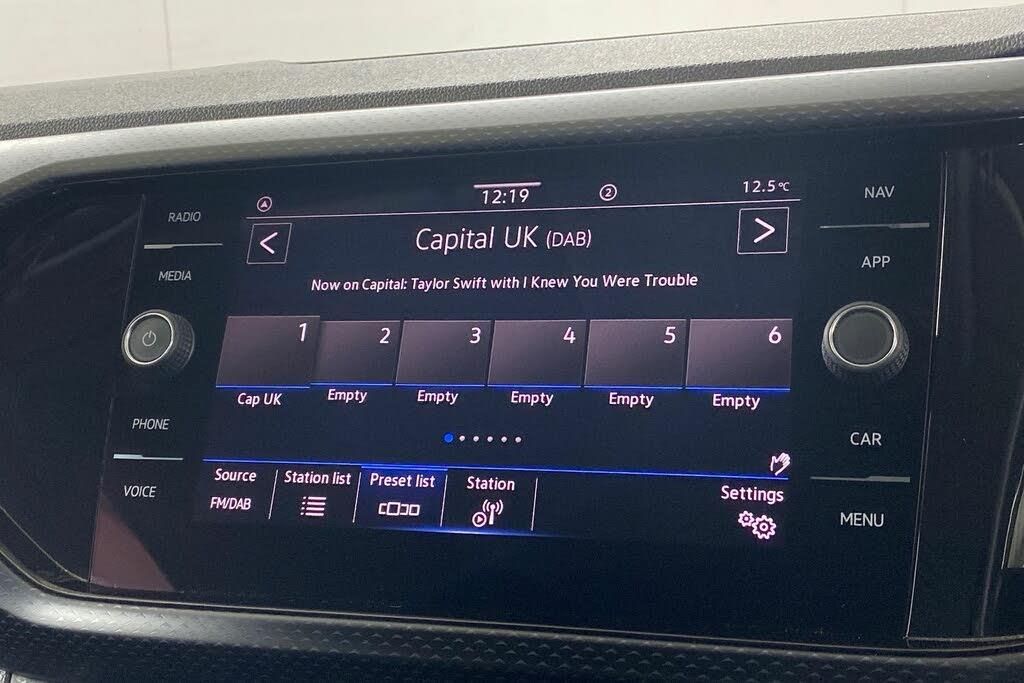 RADIO
MEDIA
PHONE
VOICE
12:19
2
12.5°C
Capital UK (DAB)
Now on Capital: Taylor Swift with I Knew You Were Trouble
1 2 3 4 5 6
Cap UK Empty Empty Empty Empty Empty
Source Station list Preset list Station Settings
FM/DAB
NAV
APP
CAR
MENU